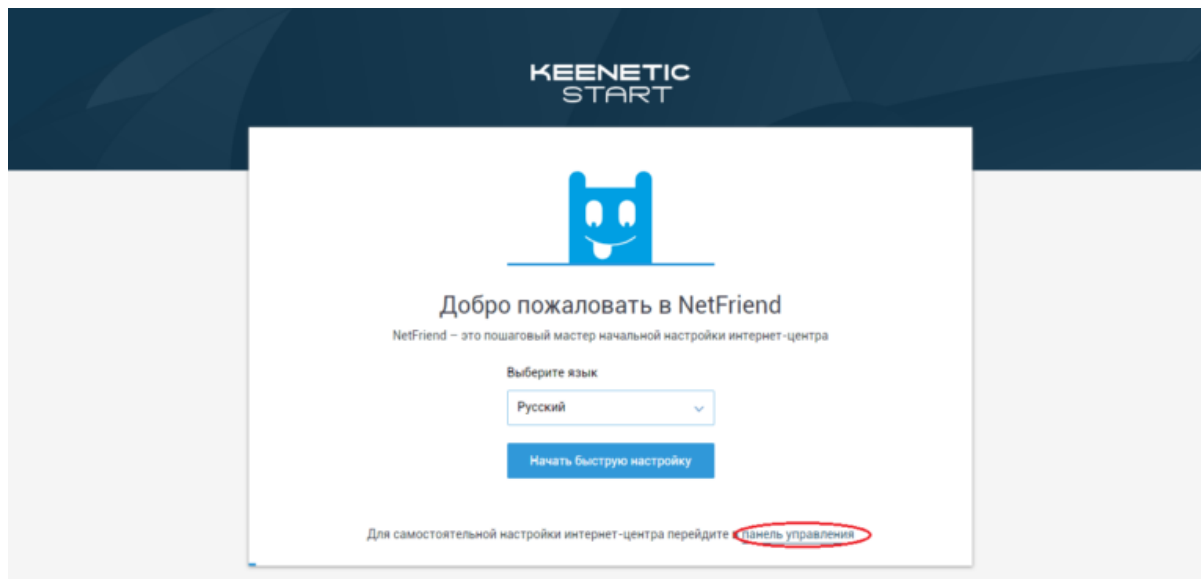 KEENETIC
START
Добро пожаловать в NetFriend
NetFriend – это пошаговый мастер начальной настройки интернет-центра
Выберите язык
Русский
Начать быструю настройку
Для самостоятельной настройки интернет-центра перейдите в панель управления